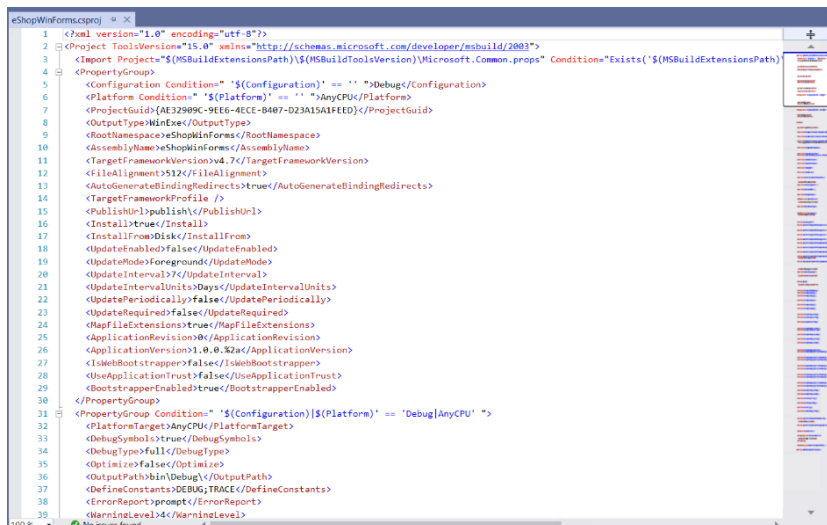 eShopWinForms.csproj
1 <?xml version="1.0" encoding="utf-8"?>
2 <Project ToolsVersion="15.0" xmlns="http://schemas.microsoft.com/developer/msbuild/2003">
3 <Import Project="$(MSBuildExtensionsPath)\$(MSBuildToolsVersion)\Microsoft.Common.props" Condition="Exists('$(MSBuildExtensionsPath)'
4 <PropertyGroup>
5 <Configuration Condition=" '$(Configuration)' == '' ">Debug</Configuration>
6 <Platform Condition=" '$(Platform)' == '' ">AnyCPU</Platform>
7 <ProjectGuid>{AE32909C-9EE6-4ECE-B407-D23A15A1FEED}</ProjectGuid>
8 <OutputType>WinExe</OutputType>
9 <RootNamespace>eShopWinForms</RootNamespace>
10 <AssemblyName>eShopWinForms</AssemblyName>
11 <TargetFrameworkVersion>v4.7</TargetFrameworkVersion>
12 <FileAlignment>512</FileAlignment>
13 <AutoGenerateBindingRedirects>true</AutoGenerateBindingRedirects>
14 <TargetFrameworkProfile />
15 <PublishUrl>publish\</PublishUrl>
16 <Install>true</Install>
17 <InstallFrom>Disk</InstallFrom>
18 <UpdateEnabled>false</UpdateEnabled>
19 <UpdateMode>Foreground</UpdateMode>
20 <UpdateInterval>7</UpdateInterval>
21 <UpdateIntervalUnits>Days</UpdateIntervalUnits>
22 <UpdatePeriodically>false</UpdatePeriodically>
23 <UpdateRequired>false</UpdateRequired>
24 <MapFileExtensions>true</MapFileExtensions>
25 <ApplicationRevision>0</ApplicationRevision>
26 <ApplicationVersion>1.0.0.%2a</ApplicationVersion>
27 <IsWebBootstrapper>false</IsWebBootstrapper>
28 <UseApplicationTrust>false</UseApplicationTrust>
29 <BootstrapperEnabled>true</BootstrapperEnabled>
30 </PropertyGroup>
31 <PropertyGroup Condition=" '$(Configuration)|$(Platform)' == 'Debug|AnyCPU' ">
32 <PlatformTarget>AnyCPU</PlatformTarget>
33 <DebugSymbols>true</DebugSymbols>
34 <DebugType>full</DebugType>
35 <Optimize>false</Optimize>
36 <OutputPath>bin\Debug\</OutputPath>
37 <DefineConstants>DEBUG;TRACE</DefineConstants>
38 <ErrorReport>prompt</ErrorReport>
39 <WarningLevel>4</WarningLevel>
100 % No issues found